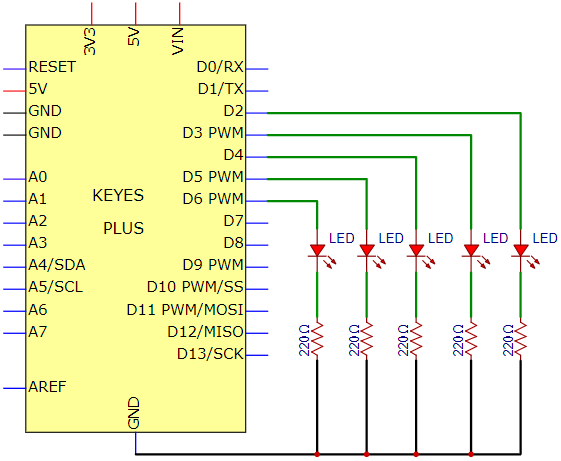 3V3
5V
VIN
RESET
5V
GND
GND
A0
A1
A2
A3
A4/SDA
A5/SCL
A6
A7
AREF
KEYES
PLUS
D0/RX
D1/TX
D2
D3 PWM
D4
D5 PWM
D6 PWM
D7
D8
D9 PWM
D10 PWM/SS
D11 PWM/MOSI
D12/MISO
D13/SCK
GND
LED
LED
LED
LED
LED
220Ω
220Ω
220Ω
220Ω
220Ω